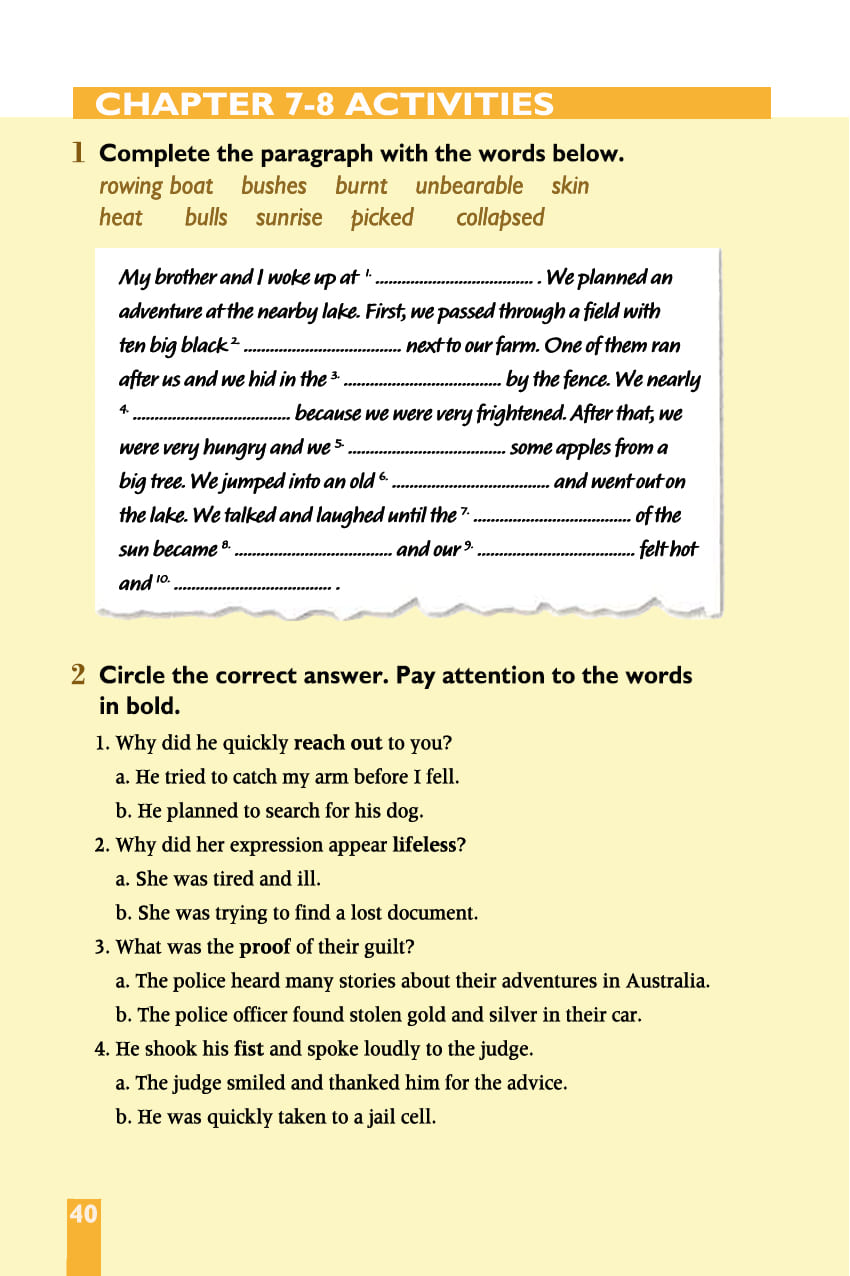 CHAPTER 7-8 ACTIVITIES
1 Complete the paragraph with the words below.
rowing boat bushes burnt unbearable skin
heat bulls sunrise picked collapsed
My brother and I woke up at 1. .................................... . We planned an
adventure at the nearby lake. First, we passed through a field with
ten big black 2. .................................... next to our farm. One of them ran
after us and we hid in the 3. .................................... by the fence. We nearly
4. .................................... because we were very frightened. After that, we
were very hungry and we 5. .................................... some apples from a
big tree. We jumped into an old 6. .................................... and went out on
the lake. We talked and laughed until the 7. .................................... of the
sun became 8. .................................... and our 9. .................................... felt hot
and 10. .................................... .
2 Circle the correct answer. Pay attention to the words
in bold.
1. Why did he quickly reach out to you?
a. He tried to catch my arm before I fell.
b. He planned to search for his dog.
2. Why did her expression appear lifeless?
a. She was tired and ill.
b. She was trying to find a lost document.
3. What was the proof of their guilt?
a. The police heard many stories about their adventures in Australia.
b. The police officer found stolen gold and silver in their car.
4. He shook his fist and spoke loudly to the judge.
a. The judge smiled and thanked him for the advice.
b. He was quickly taken to a jail cell.
40